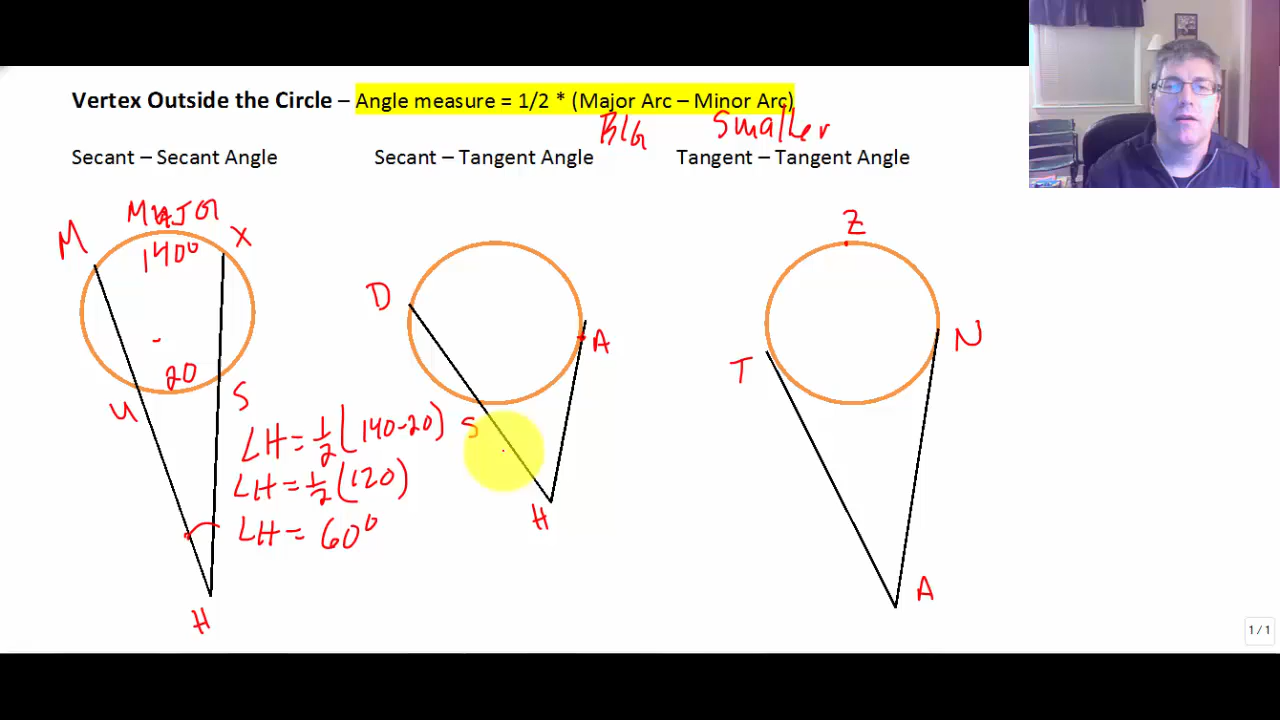 Vertex Outside the Circle – Angle measure = 1/2 * (Major Arc – Minor Arc)
BIG Smaller
Secant – Secant Angle Secant – Tangent Angle Tangent – Tangent Angle
MAJOR
M X
140°
Z
D
A
N
T
20
U S
S
∠H = 1/2 (140-20)
∠H = 1/2 (120)
∠H = 60°
H
A
H
1 / 1